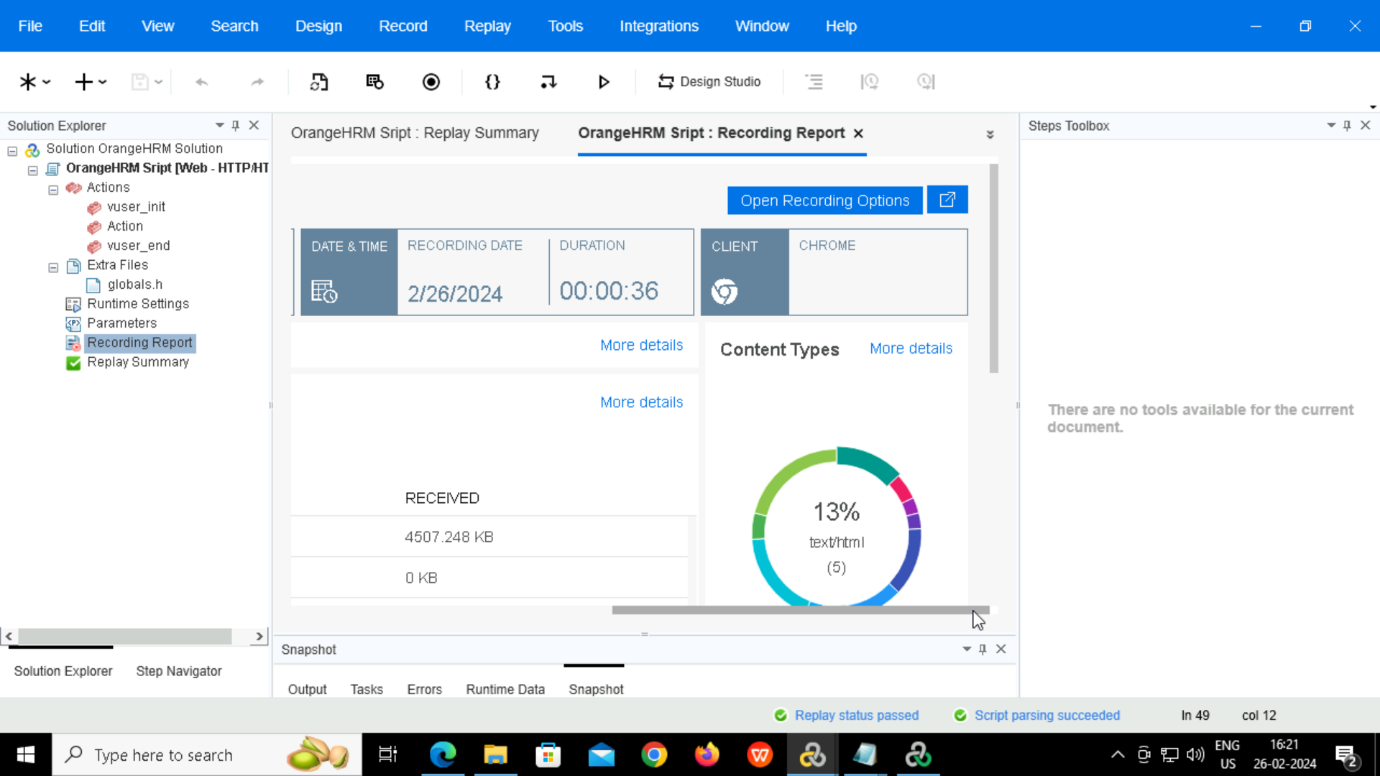 File Edit View Search Design Record Replay Tools Integrations Window Help
Design Studio
Solution Explorer
Solution OrangeHRM Solution
OrangeHRM Sript [Web - HTTP/HT
Actions
vuser_init
Action
vuser_end
Extra Files
globals.h
Runtime Settings
Parameters
Recording Report
Replay Summary
Solution Explorer Step Navigator
OrangeHRM Sript : Replay Summary OrangeHRM Sript : Recording Report
Open Recording Options
DATE & TIME RECORDING DATE DURATION CLIENT CHROME
2/26/2024 00:00:36
More details
Content Types More details
More details
RECEIVED
4507.248 KB
0 KB
13%
text/html
(5)
Snapshot
Output Tasks Errors Runtime Data Snapshot
Steps Toolbox
There are no tools available for the current
document.
Replay status passed Script parsing succeeded ln 49 col 12
Type here to search
ENG
US
16:21
26-02-2024
2